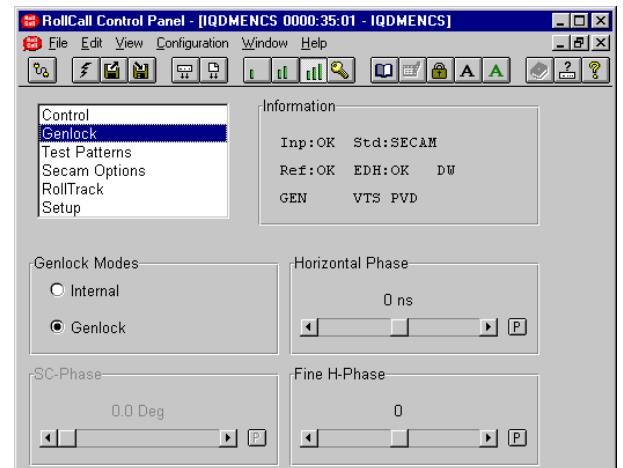 RollCall Control Panel - [IQDMENCS 0000:35:01 - IQDMENCS]
File Edit View Configuration Window Help
A A
Control
Genlock
Test Patterns
Secam Options
RollTrack
Setup
Information
Inp:OK Std:SECAM
Ref:OK EDH:OK DW
GEN VTS PVD
Genlock Modes
Internal
Genlock
Horizontal Phase
0 ns
P
SC-Phase
0.0 Deg
P
Fine H-Phase
0
P